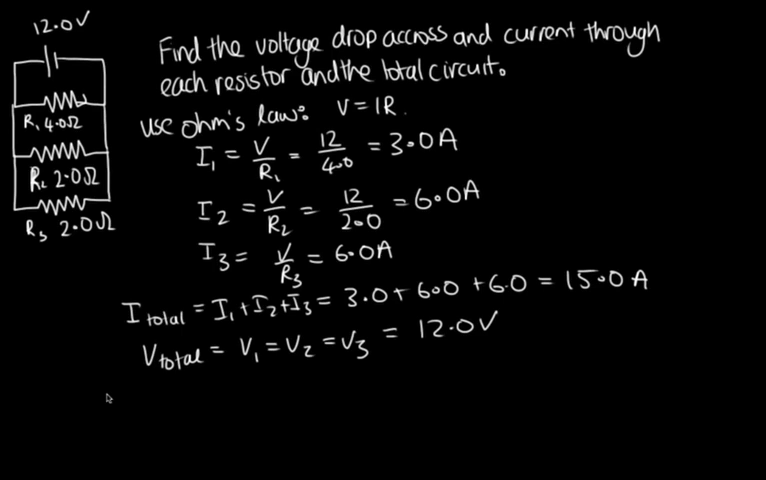 12.0V
R₁ 4.0Ω
R₂ 2.0Ω
R₃ 2.0Ω
Find the voltage drop accross and current through
each resistor and the total circuit.
use ohm's law: V = IR.
I₁ = V/R₁ = 12/4.0 = 3.0A
I₂ = V/R₂ = 12/2.0 = 6.0A
I₃ = V/R₃ = 6.0A
I total = I₁+I₂+I₃ = 3.0+ 6.0 +6.0 = 15.0 A
V total = V₁ = V₂ = V₃ = 12.0V